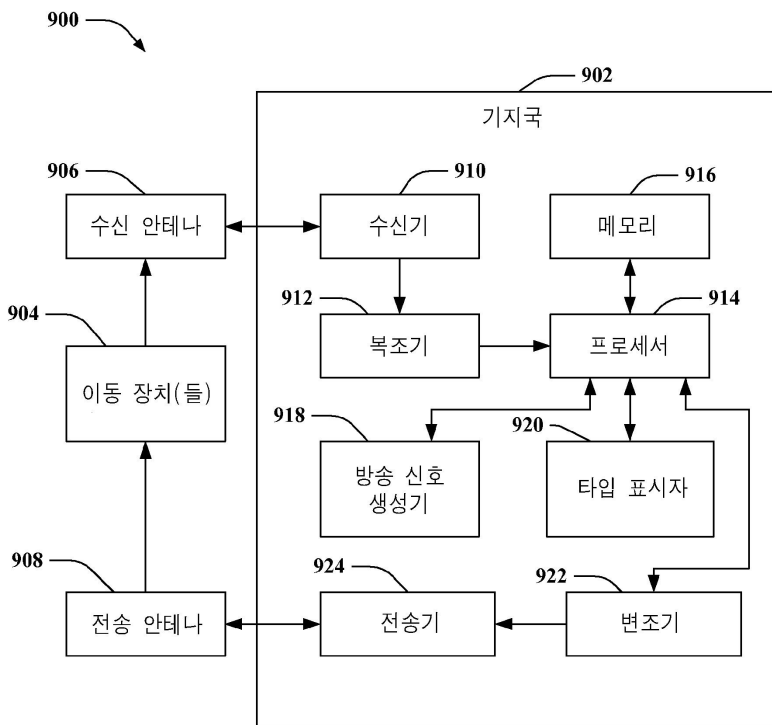 900
902
기지국
906
수신 안테나
910
수신기
916
메모리
904
이동 장치(들)
912
복조기
914
프로세서
918
방송 신호
생성기
920
타입 표시자
908
전송 안테나
924
전송기
922
변조기